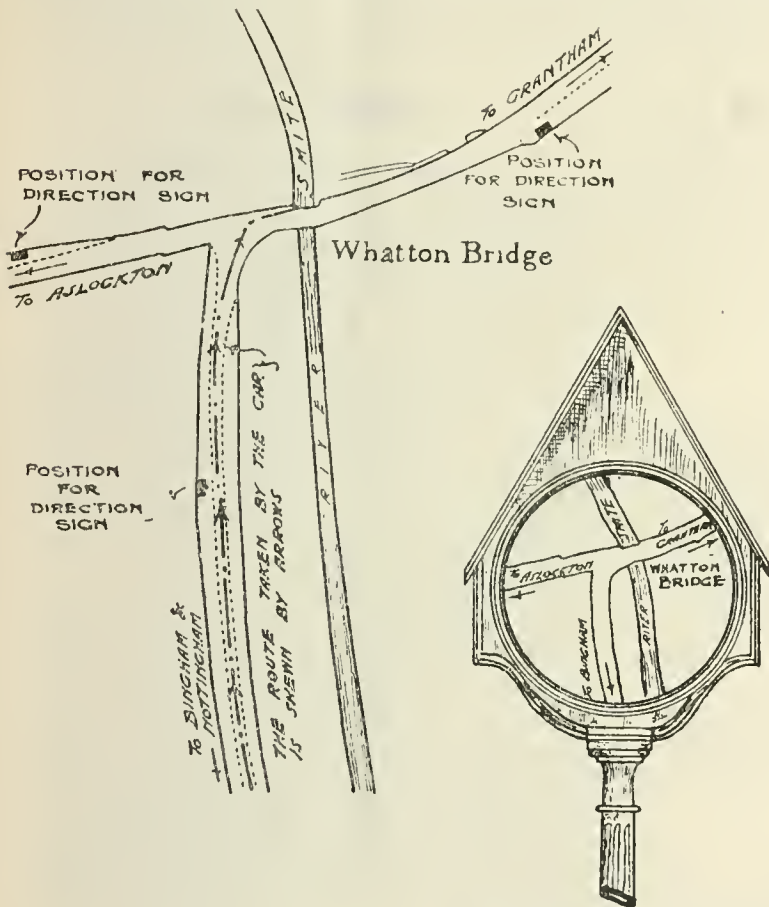 TO GRANTHAM
SMITE
POSITION FOR
DIRECTION SIGN
POSITION
FOR DIRECTION
SIGN
Whatton Bridge
TO ASLOCKTON
RIVER
POSITION
FOR
DIRECTION
SIGN
TO BINGHAM &
NOTTINGHAM
THE ROUTE TAKEN BY THE CAR
IS SHEWN BY ARROWS
SMITE
TO
GRANTHAM
TO ASLOCKTON
WHATTON
BRIDGE
TO BINGHAM
RIVER